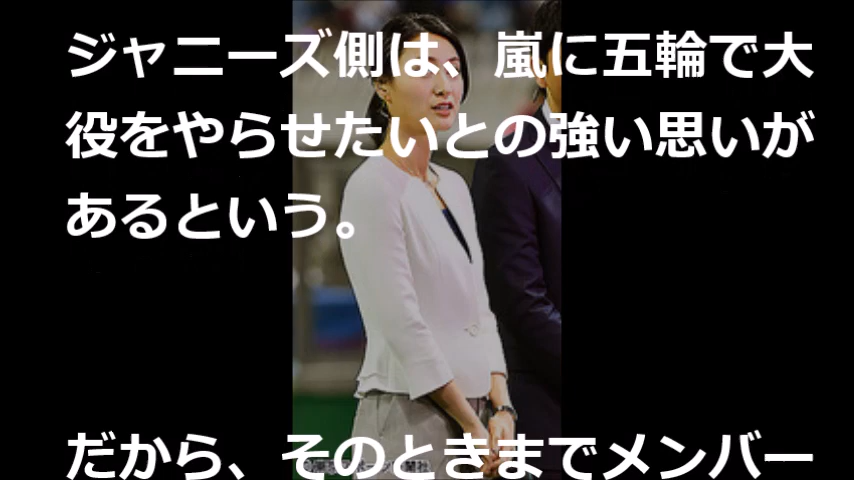 ジャニーズ側は、嵐に五輪で大
役をやらせたいとの強い思いが
あるという。
だから、そのときまでメンバー